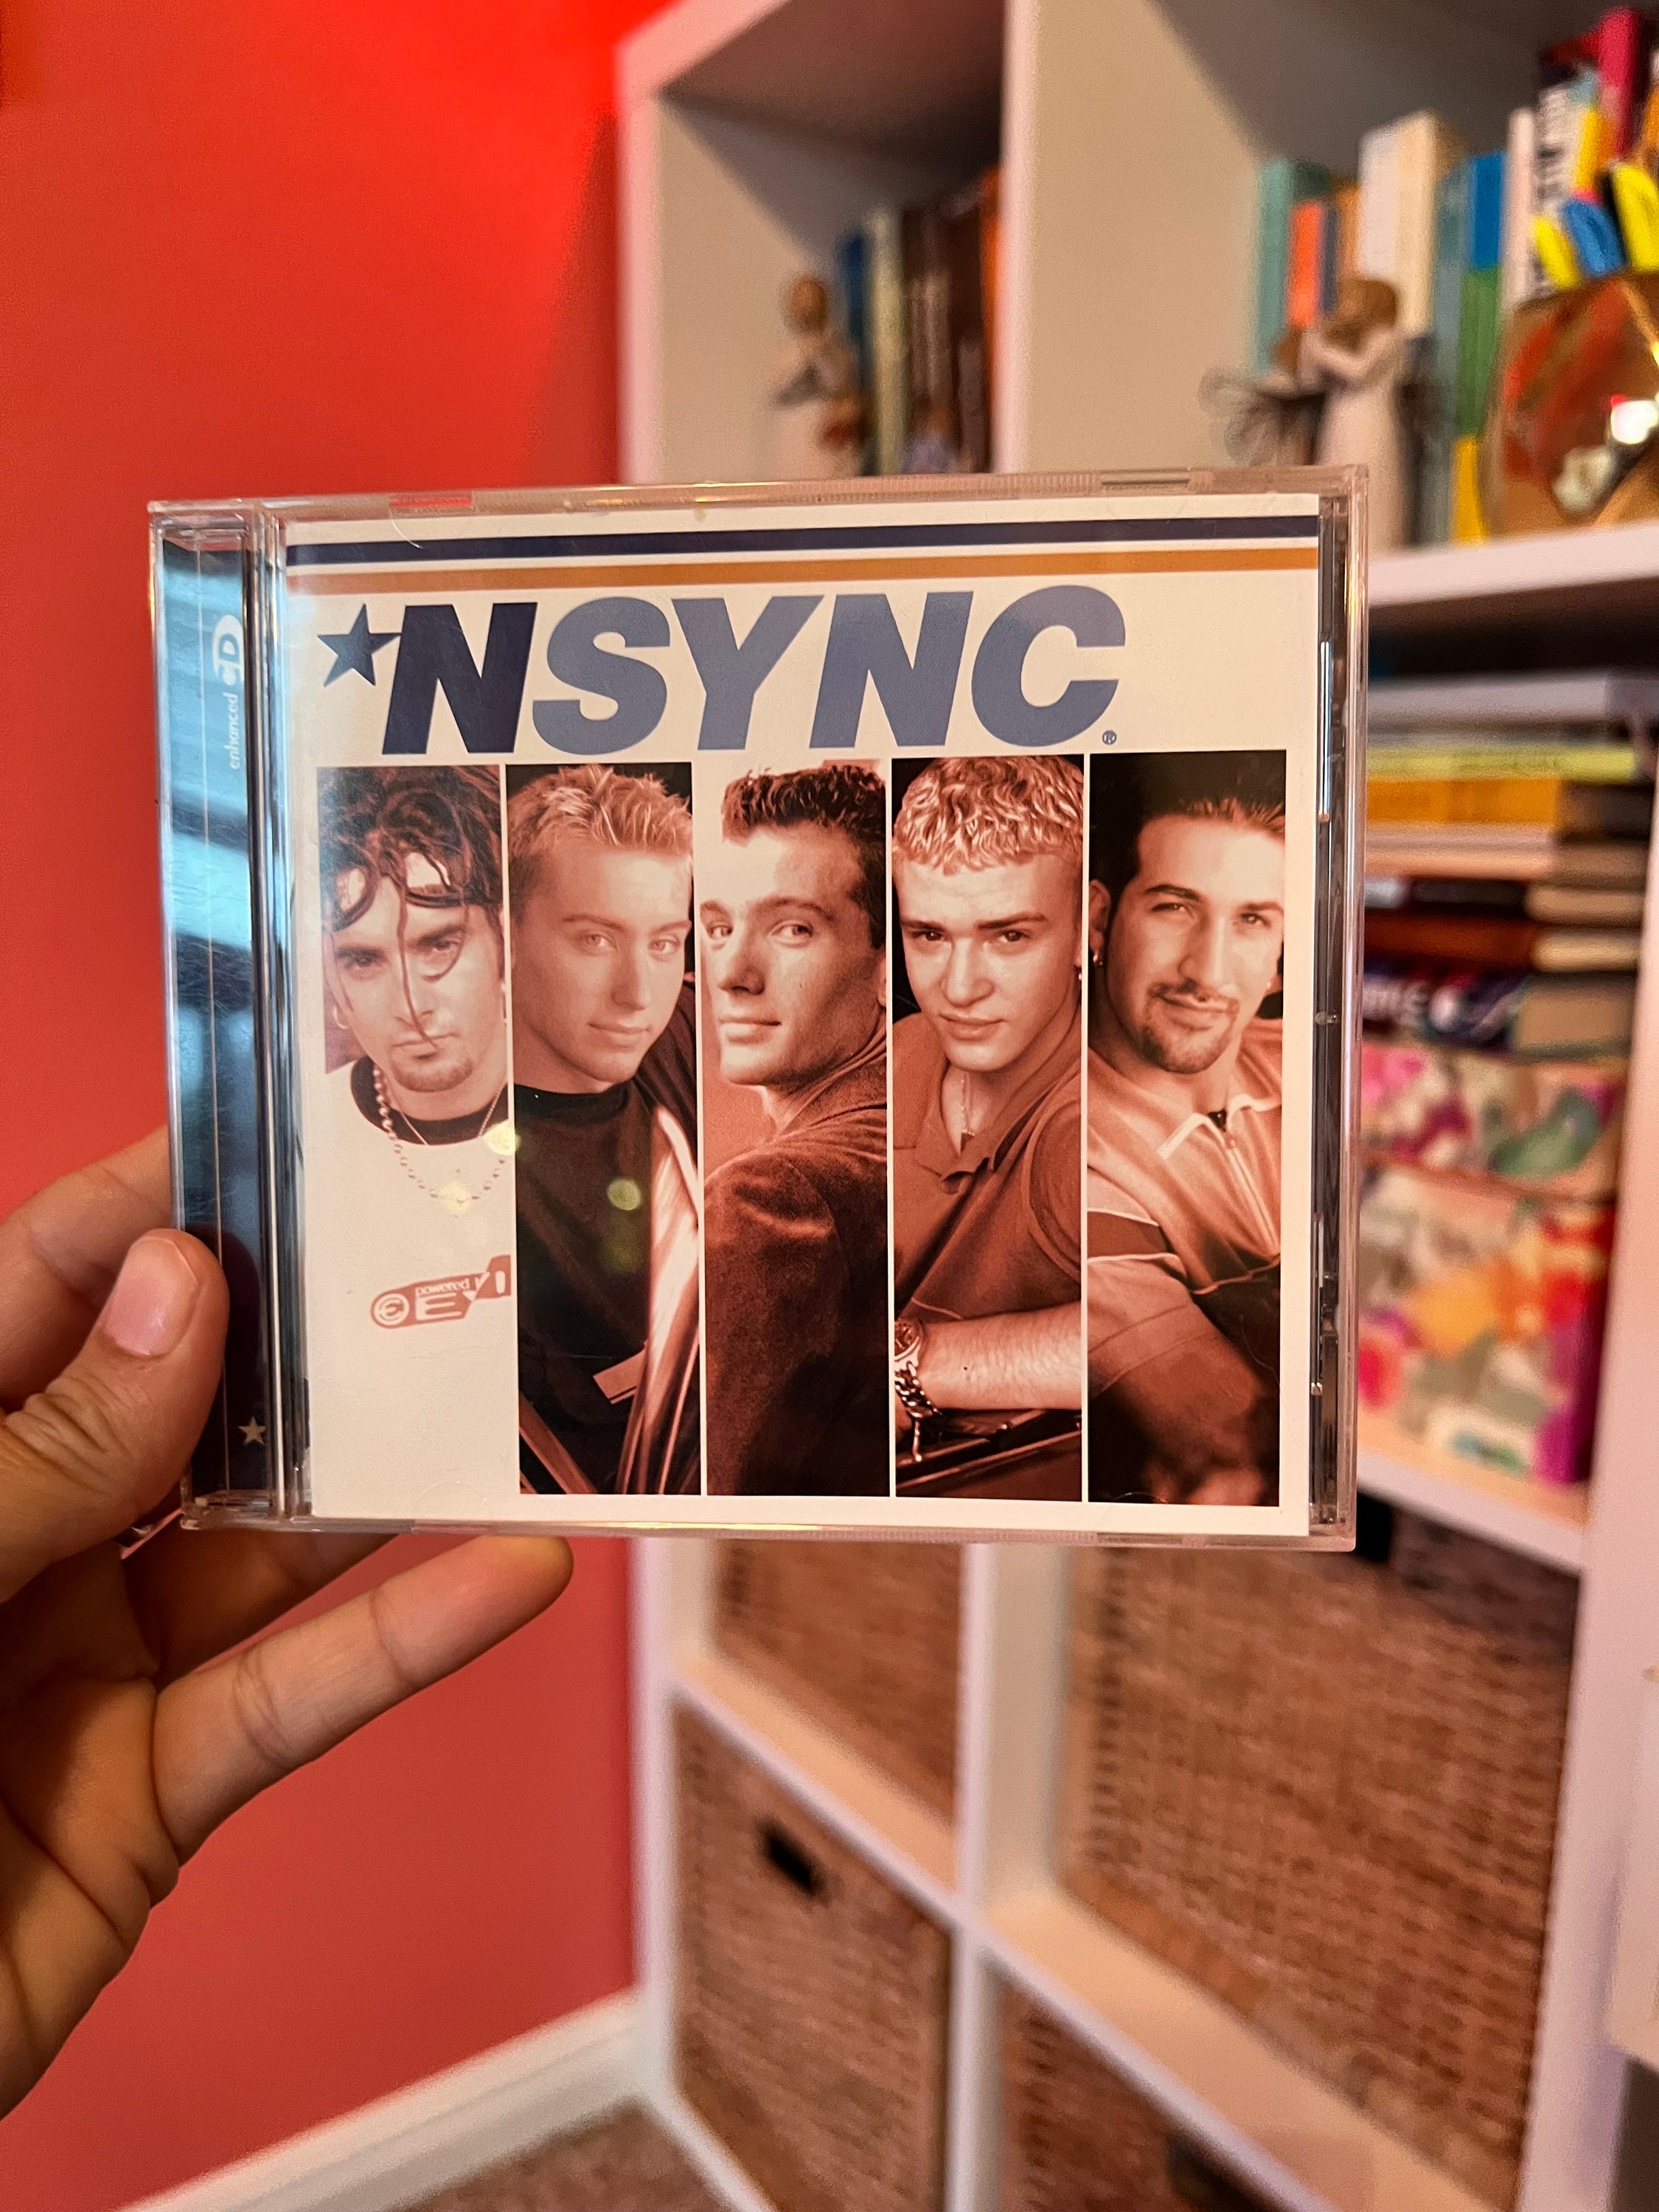 ★NSYNC®
enhanced CD
powered